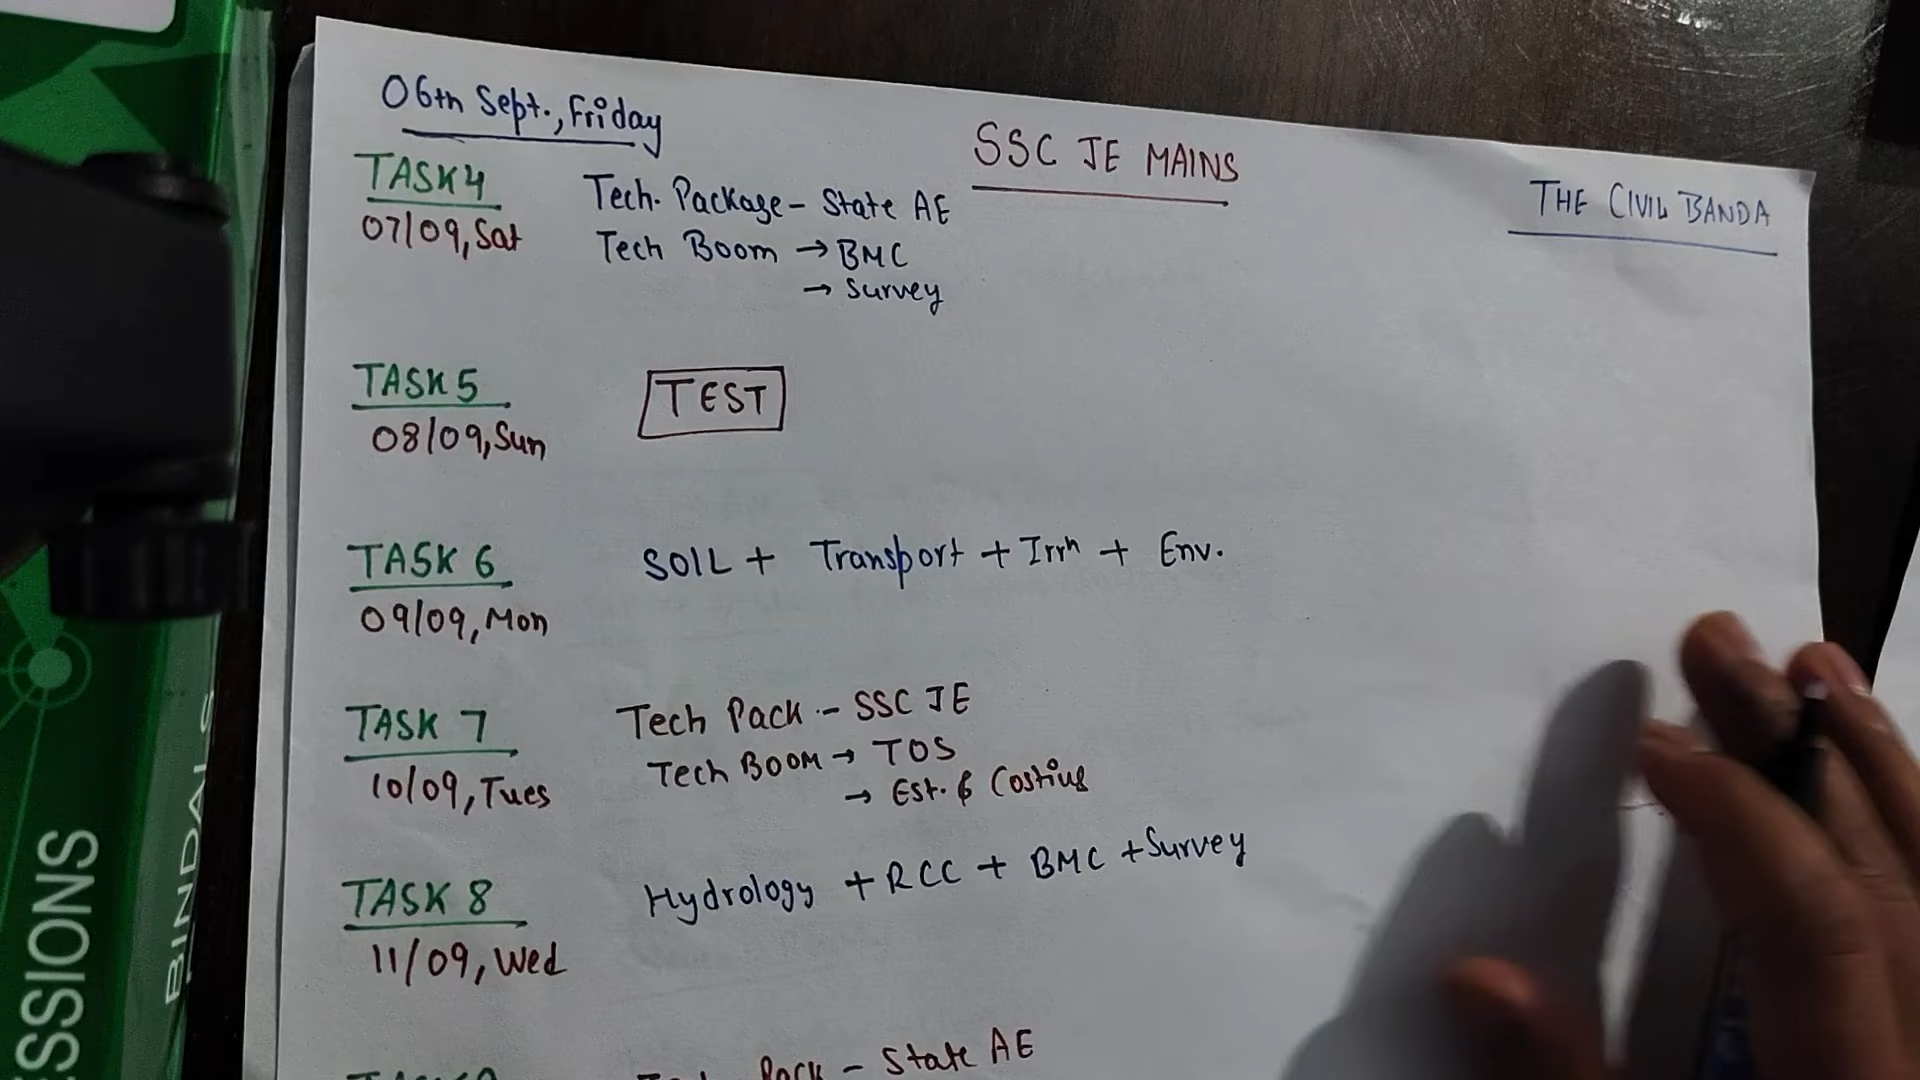 06th Sept., Friday
SSC JE MAINS
THE CIVIL BANDA
TASK 4
07/09, Sat
Tech. Package - State AE
Tech Boom → BMC
→ Survey
TASK 5
08/09, Sun
TEST
TASK 6
09/09, Mon
SOIL + Transport + Irrn + Env.
TASK 7
10/09, Tues
Tech Pack :- SSC JE
Tech BOOM → TOS
→ Est. & Costing
TASK 8
11/09, Wed
Hydrology + RCC + BMC + Survey
Pack - State AE
ESSIONS
BINDALS